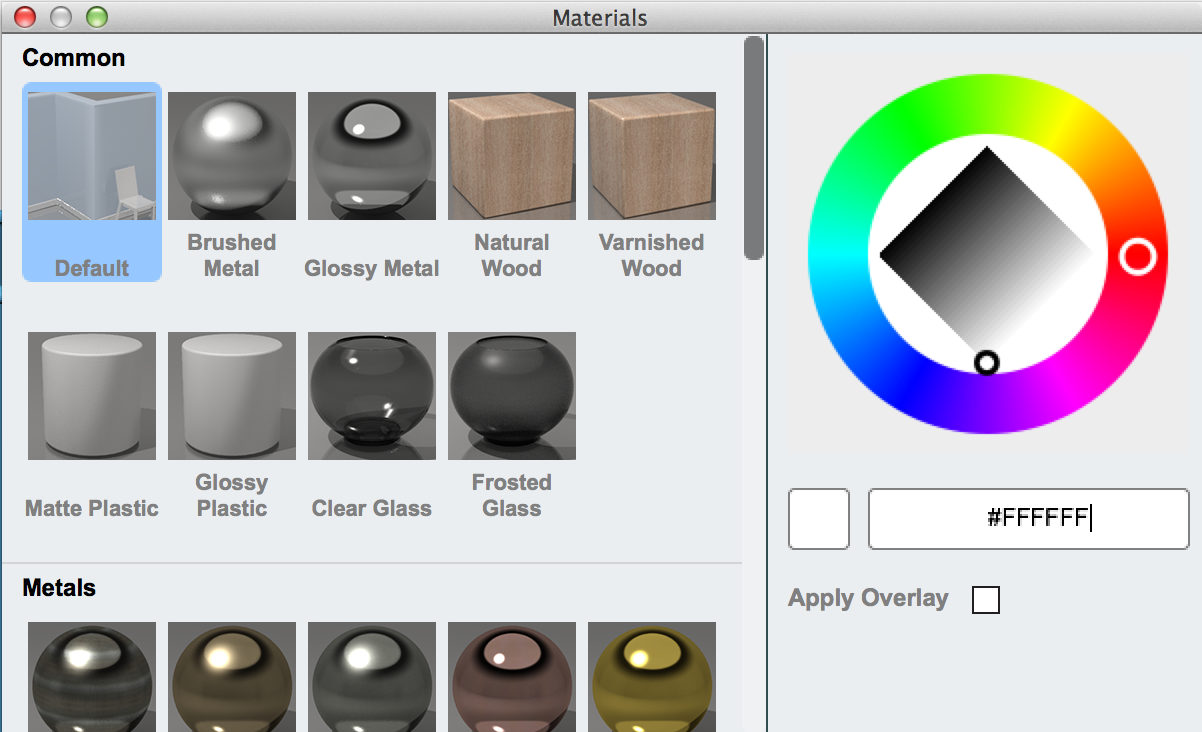 Materials
Common
Default
Brushed
Metal
Glossy Metal
Natural
Wood
Varnished
Wood
Matte Plastic
Glossy
Plastic
Clear Glass
Frosted
Glass
Metals
#FFFFFF
Apply Overlay